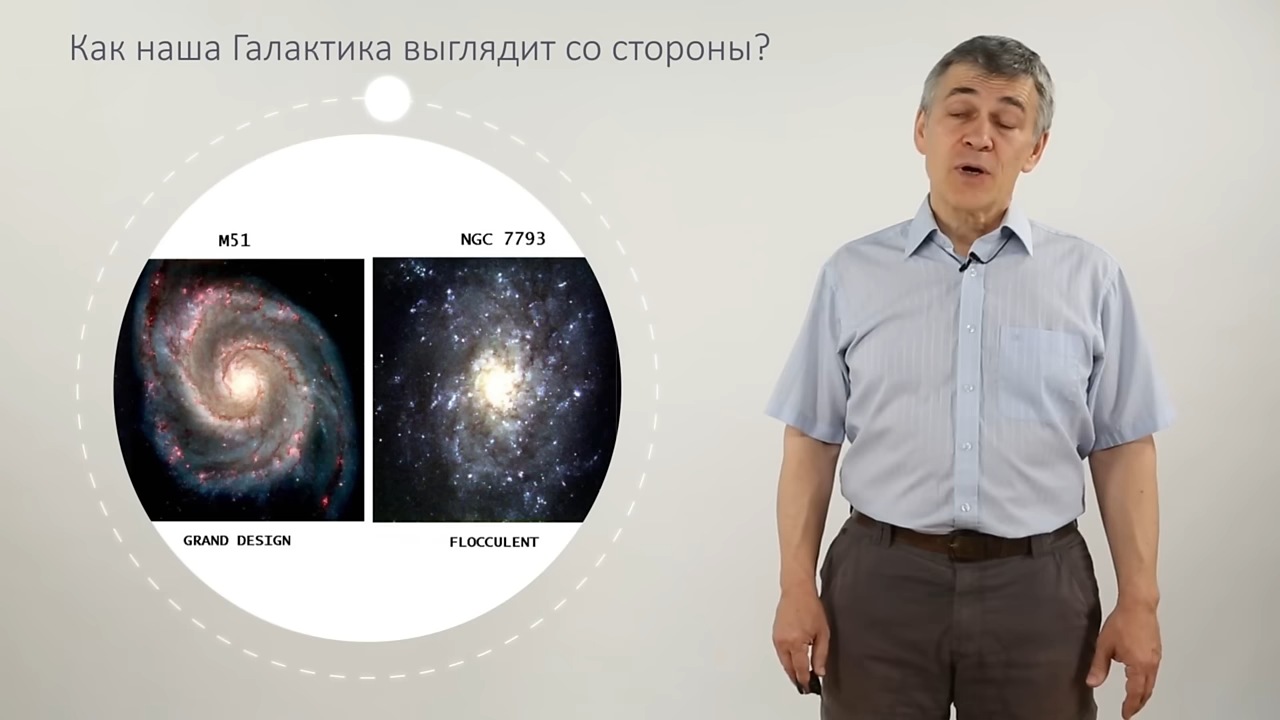 Как наша Галактика выглядит со стороны?
M51
NGC 7793
GRAND DESIGN
FLOCCULENT